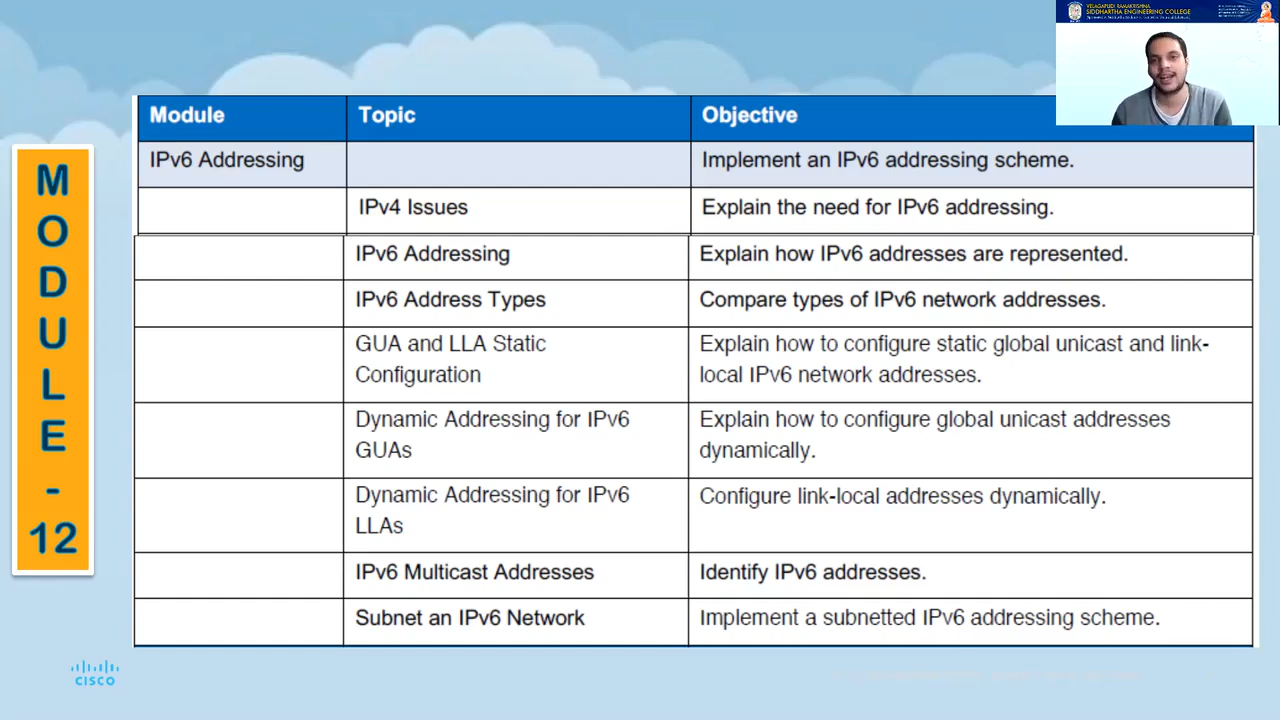 VELAGAPUDI RAMAKRISHNA
SIDDHARTHA ENGINEERING COLLEGE
Module Topic Objective
IPv6 Addressing Implement an IPv6 addressing scheme.
IPv4 Issues Explain the need for IPv6 addressing.
IPv6 Addressing Explain how IPv6 addresses are represented.
IPv6 Address Types Compare types of IPv6 network addresses.
GUA and LLA Static Explain how to configure static global unicast and link-
Configuration local IPv6 network addresses.
Dynamic Addressing for IPv6 Explain how to configure global unicast addresses
GUAs dynamically.
Dynamic Addressing for IPv6 Configure link-local addresses dynamically.
LLAs
IPv6 Multicast Addresses Identify IPv6 addresses.
Subnet an IPv6 Network Implement a subnetted IPv6 addressing scheme.
M
O
D
U
L
E
-
12
CISCO